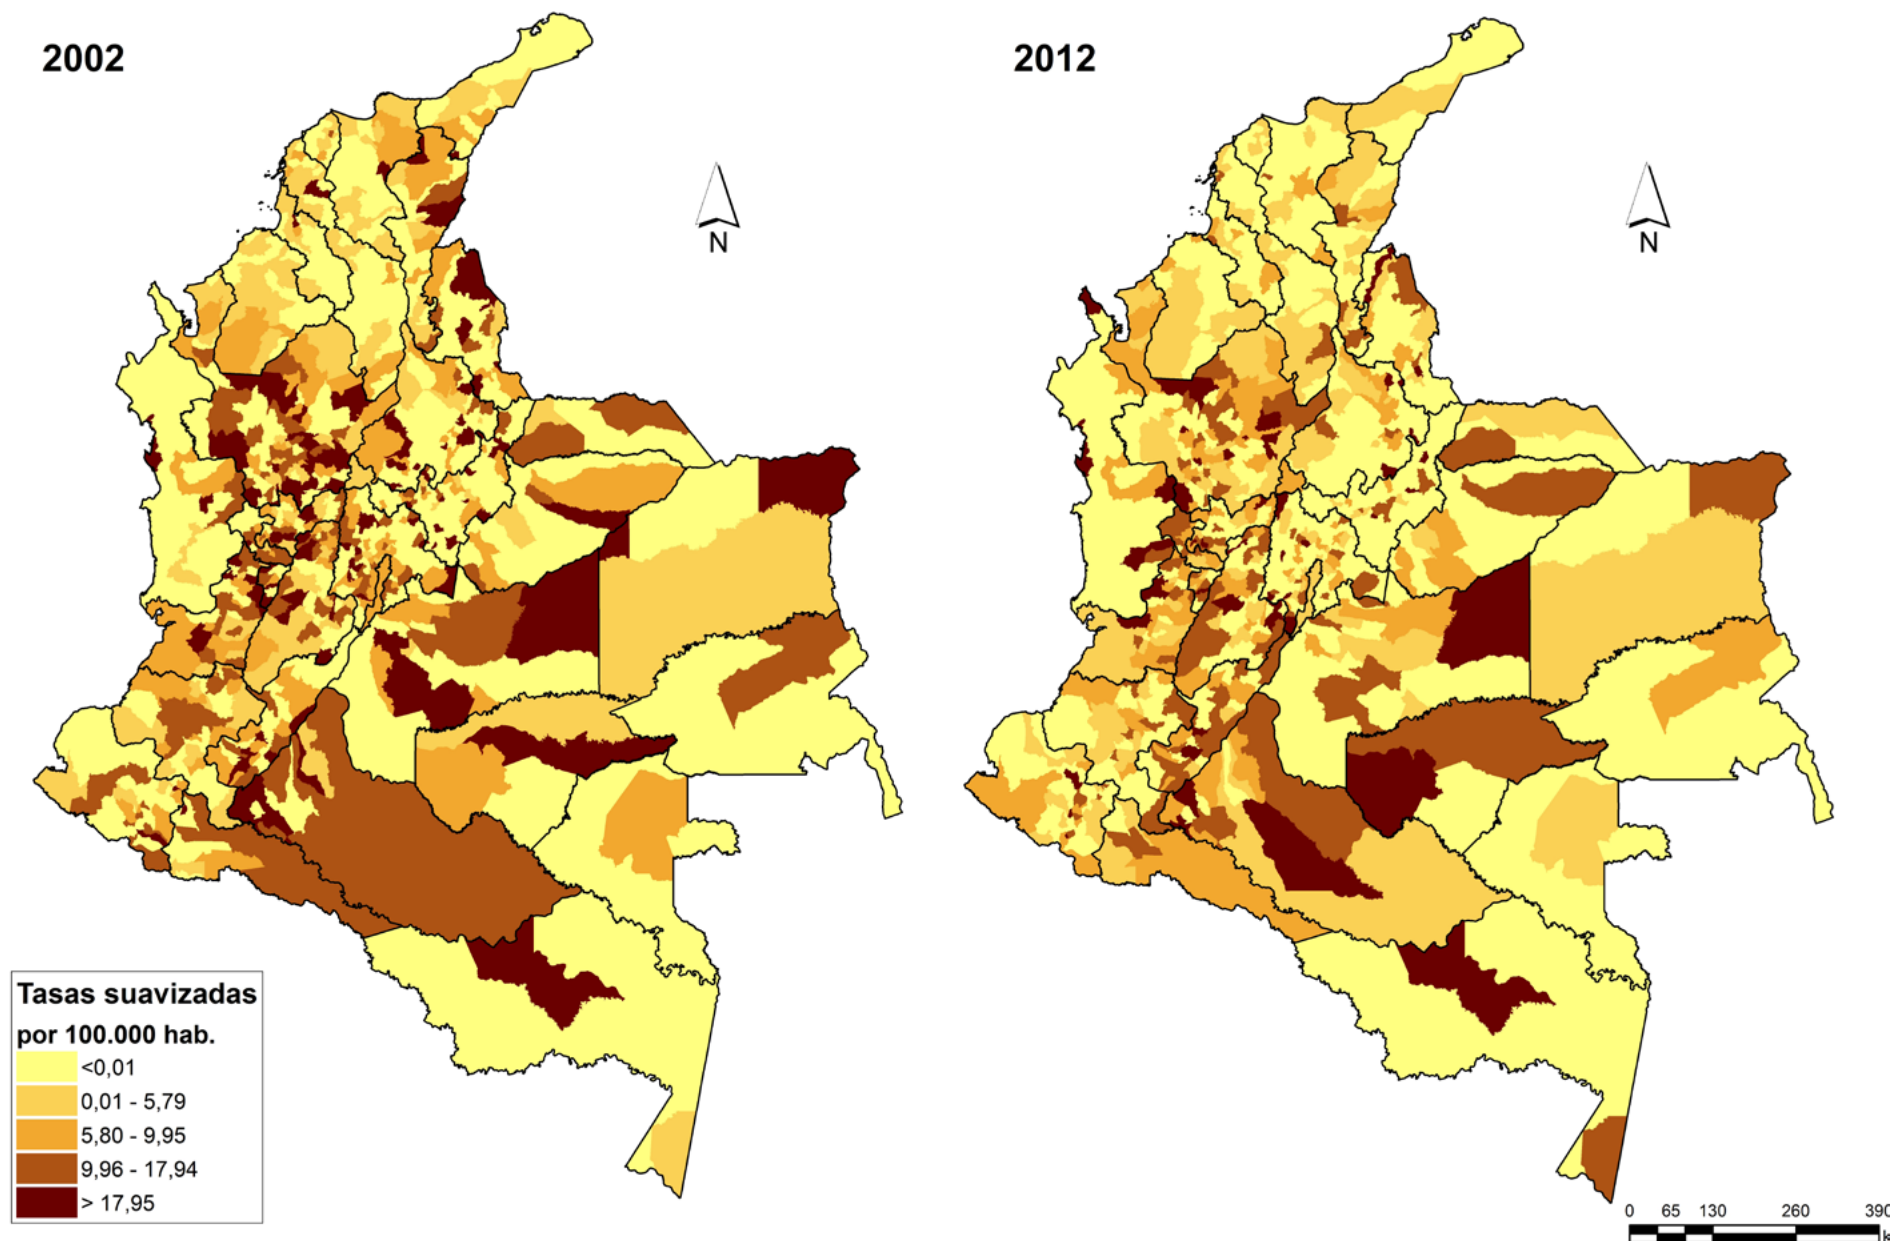 2002
2012
N
N
Tasas suavizadas
por 100.000 hab.
<0,01
0,01 - 5,79
5,80 - 9,95
9,96 - 17,94
> 17,95
0 65 130 260 390
k